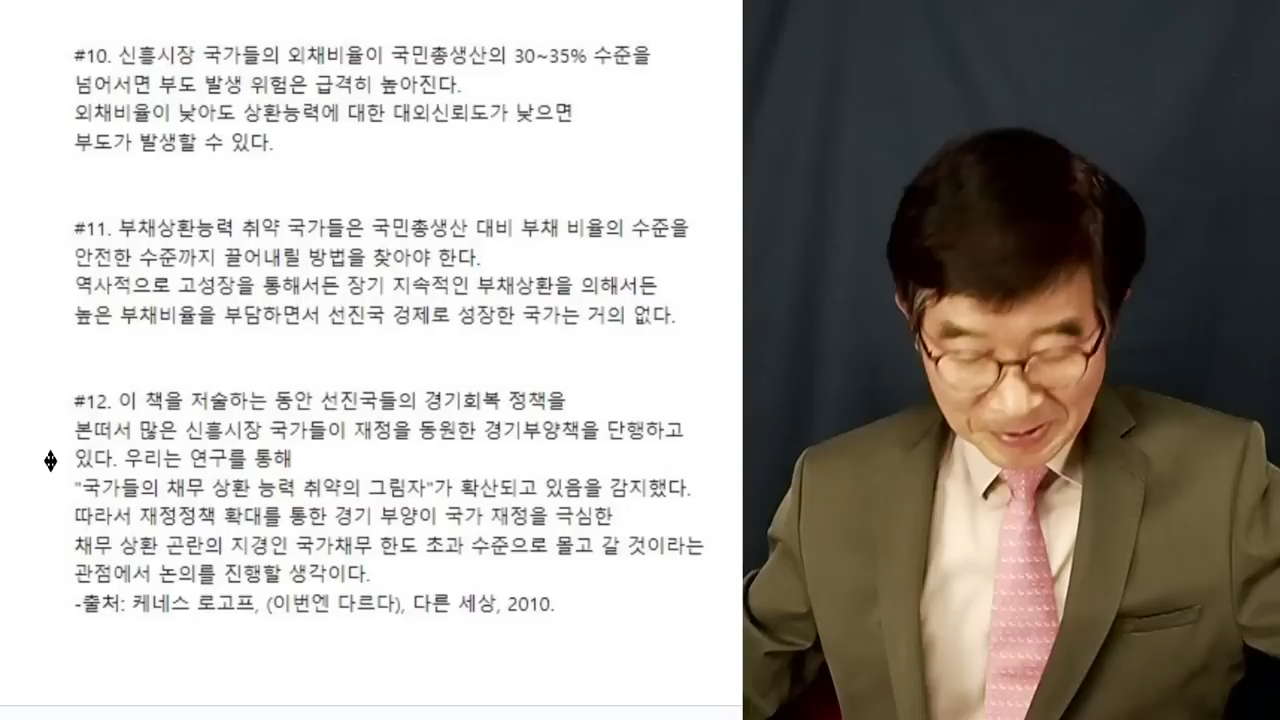 #10. 신흥시장 국가들의 외채비율이 국민총생산의 30~35% 수준을
넘어서면 부도 발생 위험은 급격히 높아진다.
외채비율이 낮아도 상환능력에 대한 대외신뢰도가 낮으면
부도가 발생할 수 있다.
#11. 부채상환능력 취약 국가들은 국민총생산 대비 부채 비율의 수준을
안전한 수준까지 끌어내릴 방법을 찾아야 한다.
역사적으로 고성장을 통해서든 장기 지속적인 부채상환을 의해서든
높은 부채비율을 부담하면서 선진국 경제로 성장한 국가는 거의 없다.
#12. 이 책을 저술하는 동안 선진국들의 경기회복 정책을
본떠서 많은 신흥시장 국가들이 재정을 동원한 경기부양책을 단행하고
있다. 우리는 연구를 통해
"국가들의 채무 상환 능력 취약의 그림자"가 확산되고 있음을 감지했다.
따라서 재정정책 확대를 통한 경기 부양이 국가 재정을 극심한
채무 상환 곤란의 지경인 국가채무 한도 초과 수준으로 몰고 갈 것이라는
관점에서 논의를 진행할 생각이다.
-출처: 케네스 로고프, (이번엔 다르다), 다른 세상, 2010.